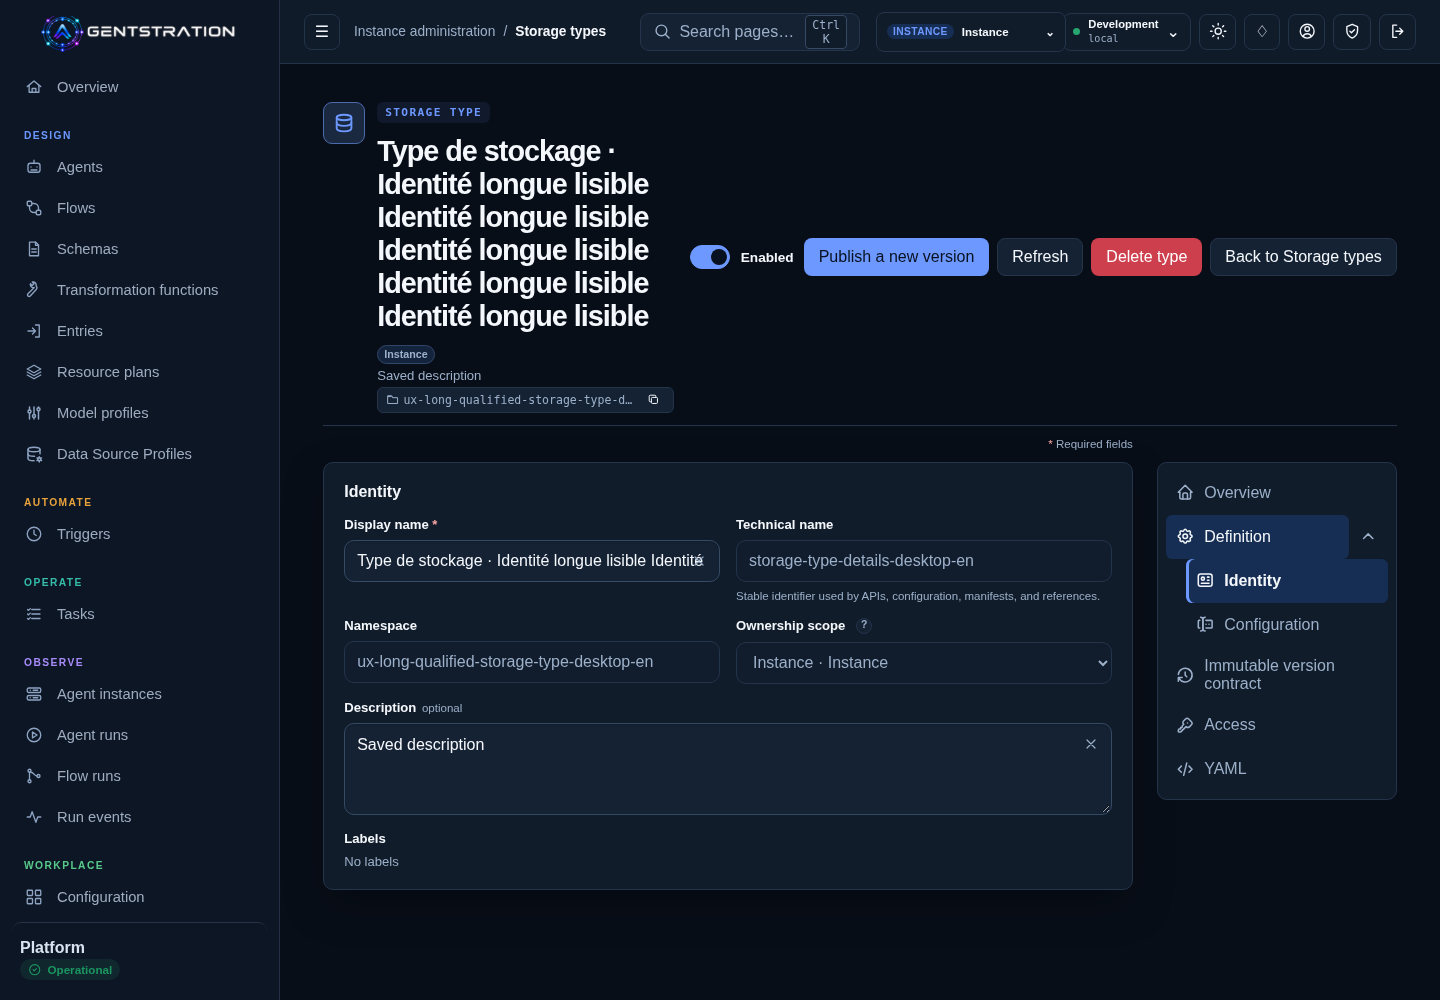 GENTSTRATION
☰
Instance administration / Storage types
Search pages…
Ctrl K
INSTANCE Instance
Development
local
Overview
DESIGN
Agents
Flows
Schemas
Transformation functions
Entries
Resource plans
Model profiles
Data Source Profiles
AUTOMATE
Triggers
OPERATE
Tasks
OBSERVE
Agent instances
Agent runs
Flow runs
Run events
WORKPLACE
Configuration
Platform
Operational
STORAGE TYPE
Type de stockage ·
Identité longue lisible
Identité longue lisible
Identité longue lisible
Identité longue lisible
Identité longue lisible
Instance
Saved description
ux-long-qualified-storage-type-d…
Enabled
Publish a new version
Refresh
Delete type
Back to Storage types
* Required fields
Identity
Display name *
Type de stockage · Identité longue lisible Identité
Technical name
storage-type-details-desktop-en
Stable identifier used by APIs, configuration, manifests, and references.
Namespace
ux-long-qualified-storage-type-desktop-en
Ownership scope ?
Instance · Instance
Description optional
Saved description
Labels
No labels
Overview
Definition
Identity
Configuration
Immutable version
contract
Access
YAML